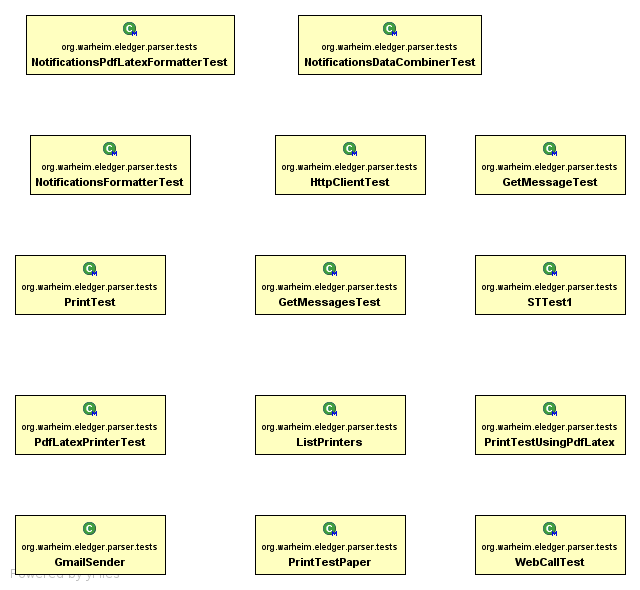 C M
org.warheim.eledger.parser.tests
NotificationsPdfLatexFormatterTest
C M
org.warheim.eledger.parser.tests
NotificationsDataCombinerTest
C M
org.warheim.eledger.parser.tests
NotificationsFormatterTest
C M
org.warheim.eledger.parser.tests
HttpClientTest
C M
org.warheim.eledger.parser.tests
GetMessageTest
C M
org.warheim.eledger.parser.tests
PrintTest
C M
org.warheim.eledger.parser.tests
GetMessagesTest
C M
org.warheim.eledger.parser.tests
STTest1
C M
org.warheim.eledger.parser.tests
PdfLatexPrinterTest
C M
org.warheim.eledger.parser.tests
ListPrinters
C M
org.warheim.eledger.parser.tests
PrintTestUsingPdfLatex
C
org.warheim.eledger.parser.tests
GmailSender
C M
org.warheim.eledger.parser.tests
PrintTestPaper
C M
org.warheim.eledger.parser.tests
WebCallTest
Powered by yFiles